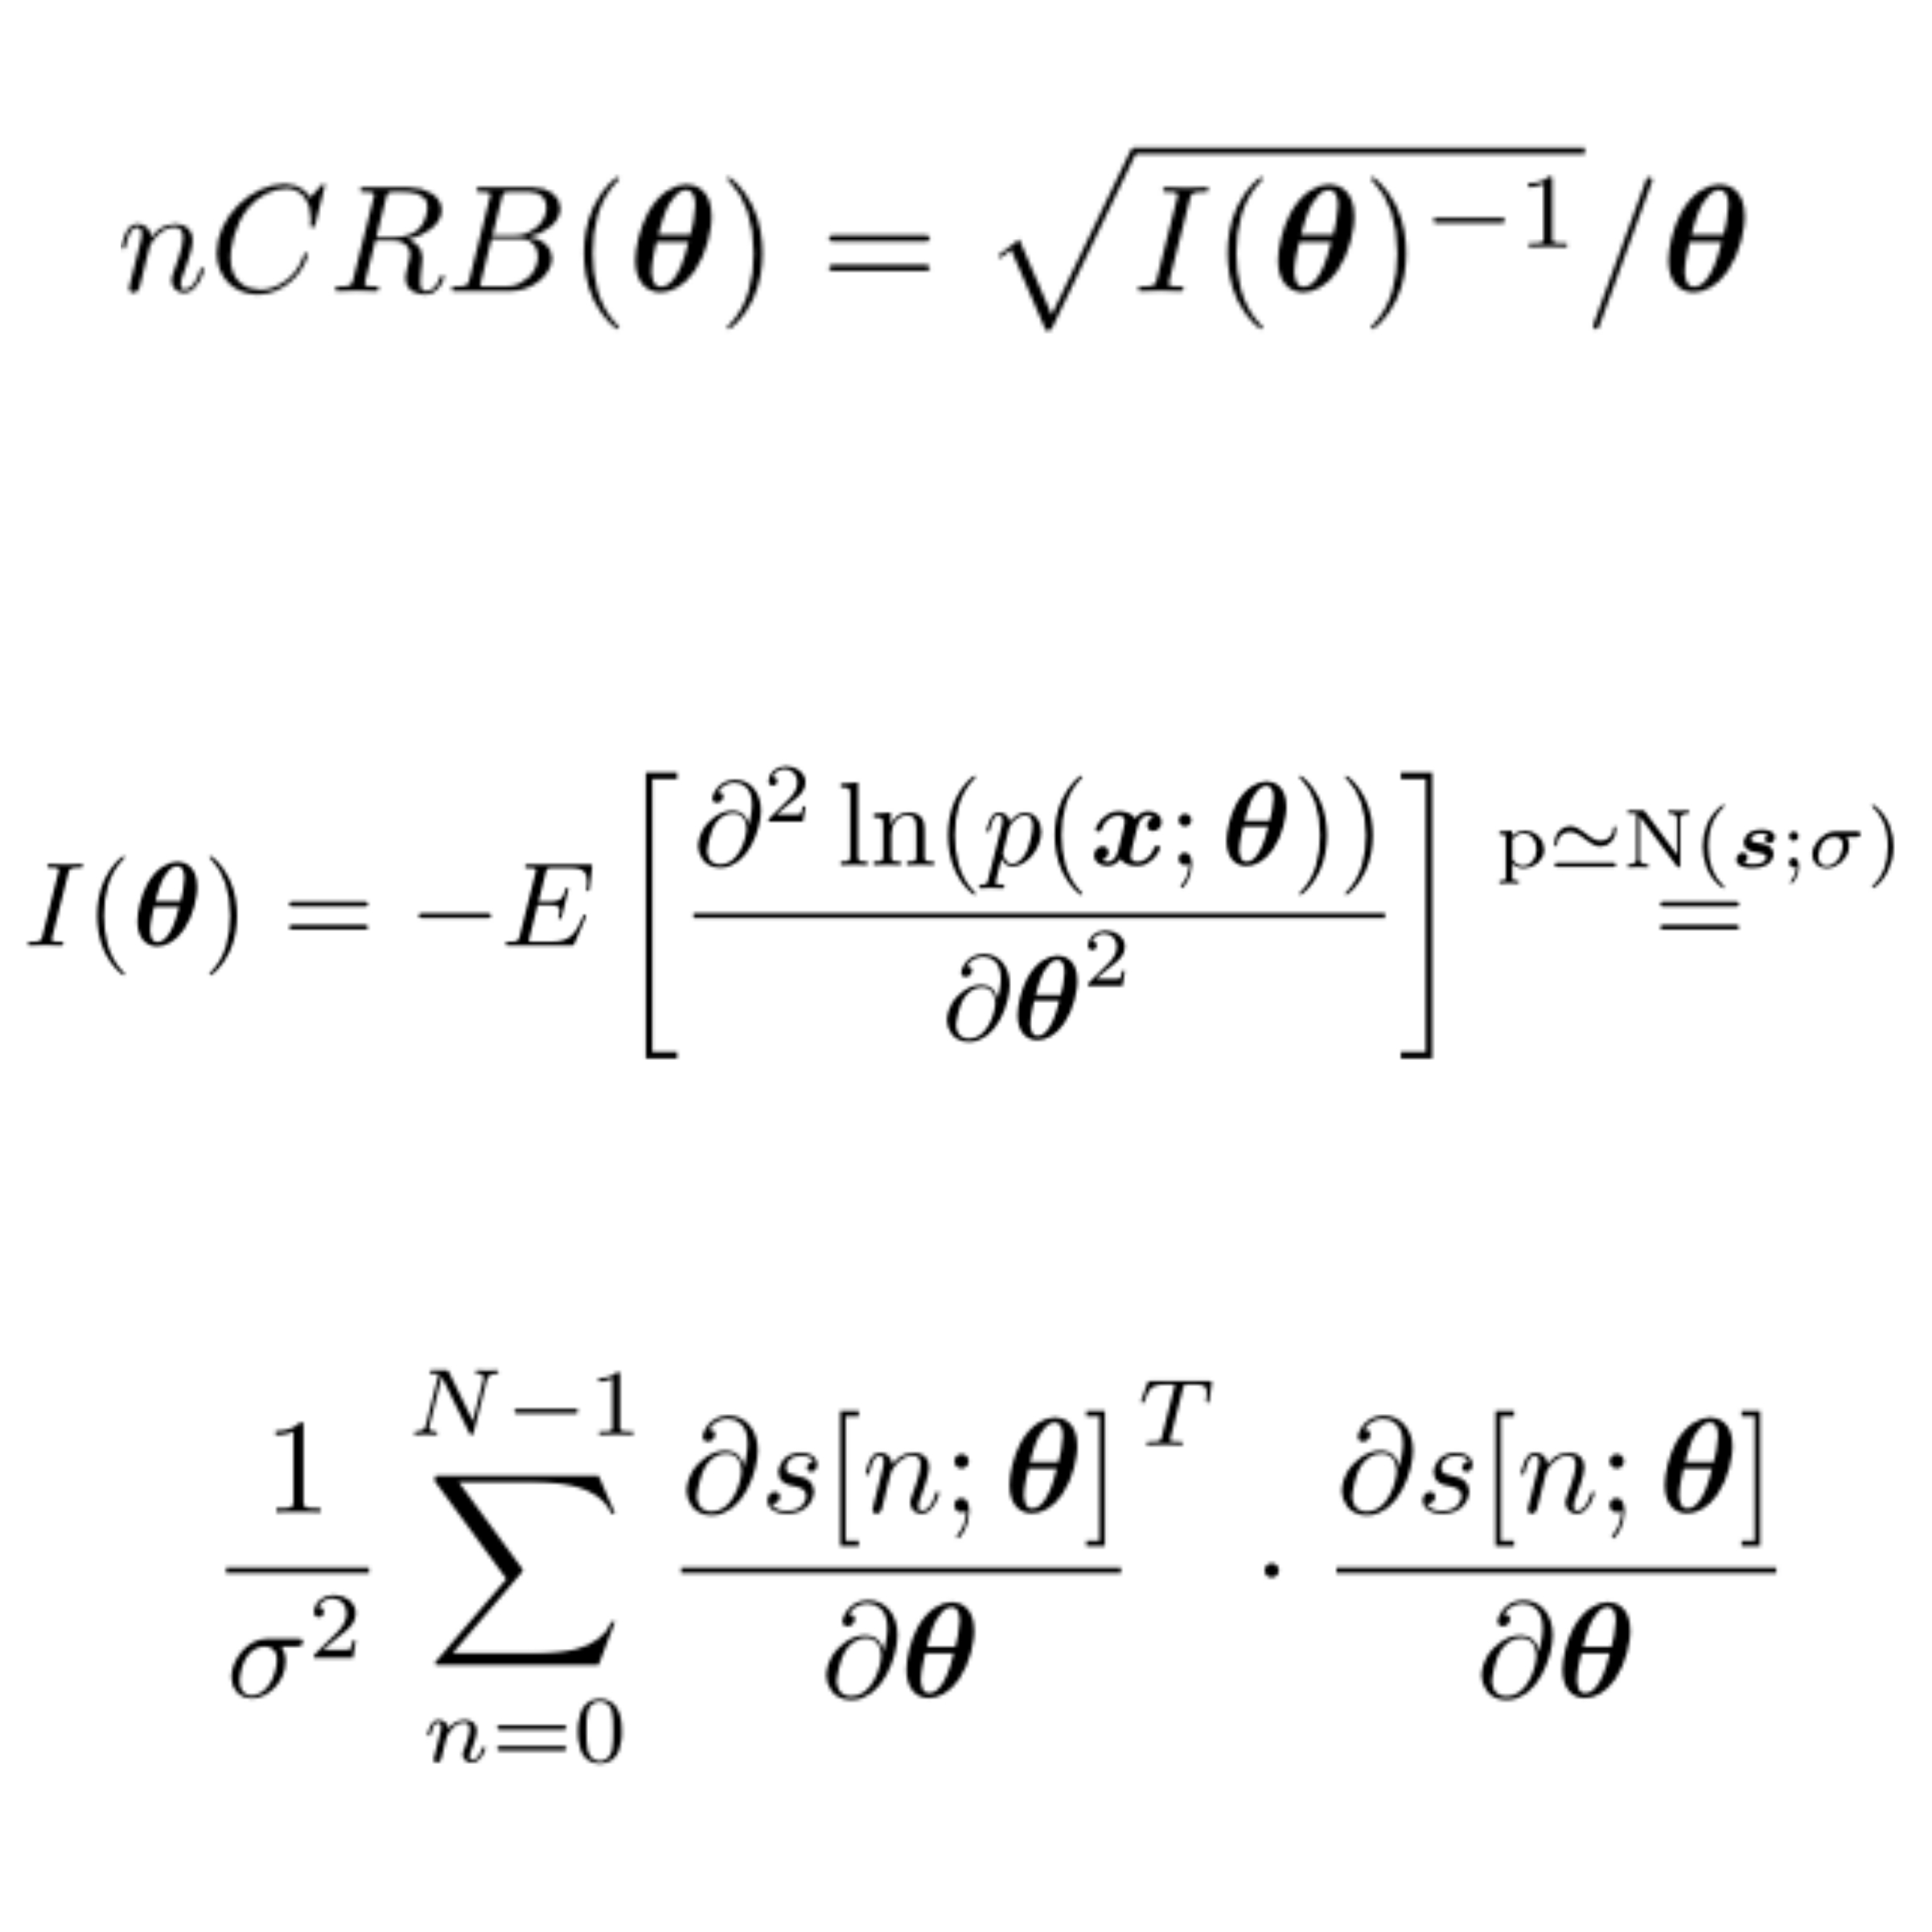 nCRB(𝜽) = √(I(𝜽)⁻¹)/𝜽
I(𝜽) = −E [∂² ln(p(𝒙; 𝜽)) / ∂𝜽²] p≃N(𝒔;σ) =
1/σ² ∑_{n=0}^{N−1} ∂s[n; 𝜽]ᵀ/∂𝜽 · ∂s[n; 𝜽]/∂𝜽